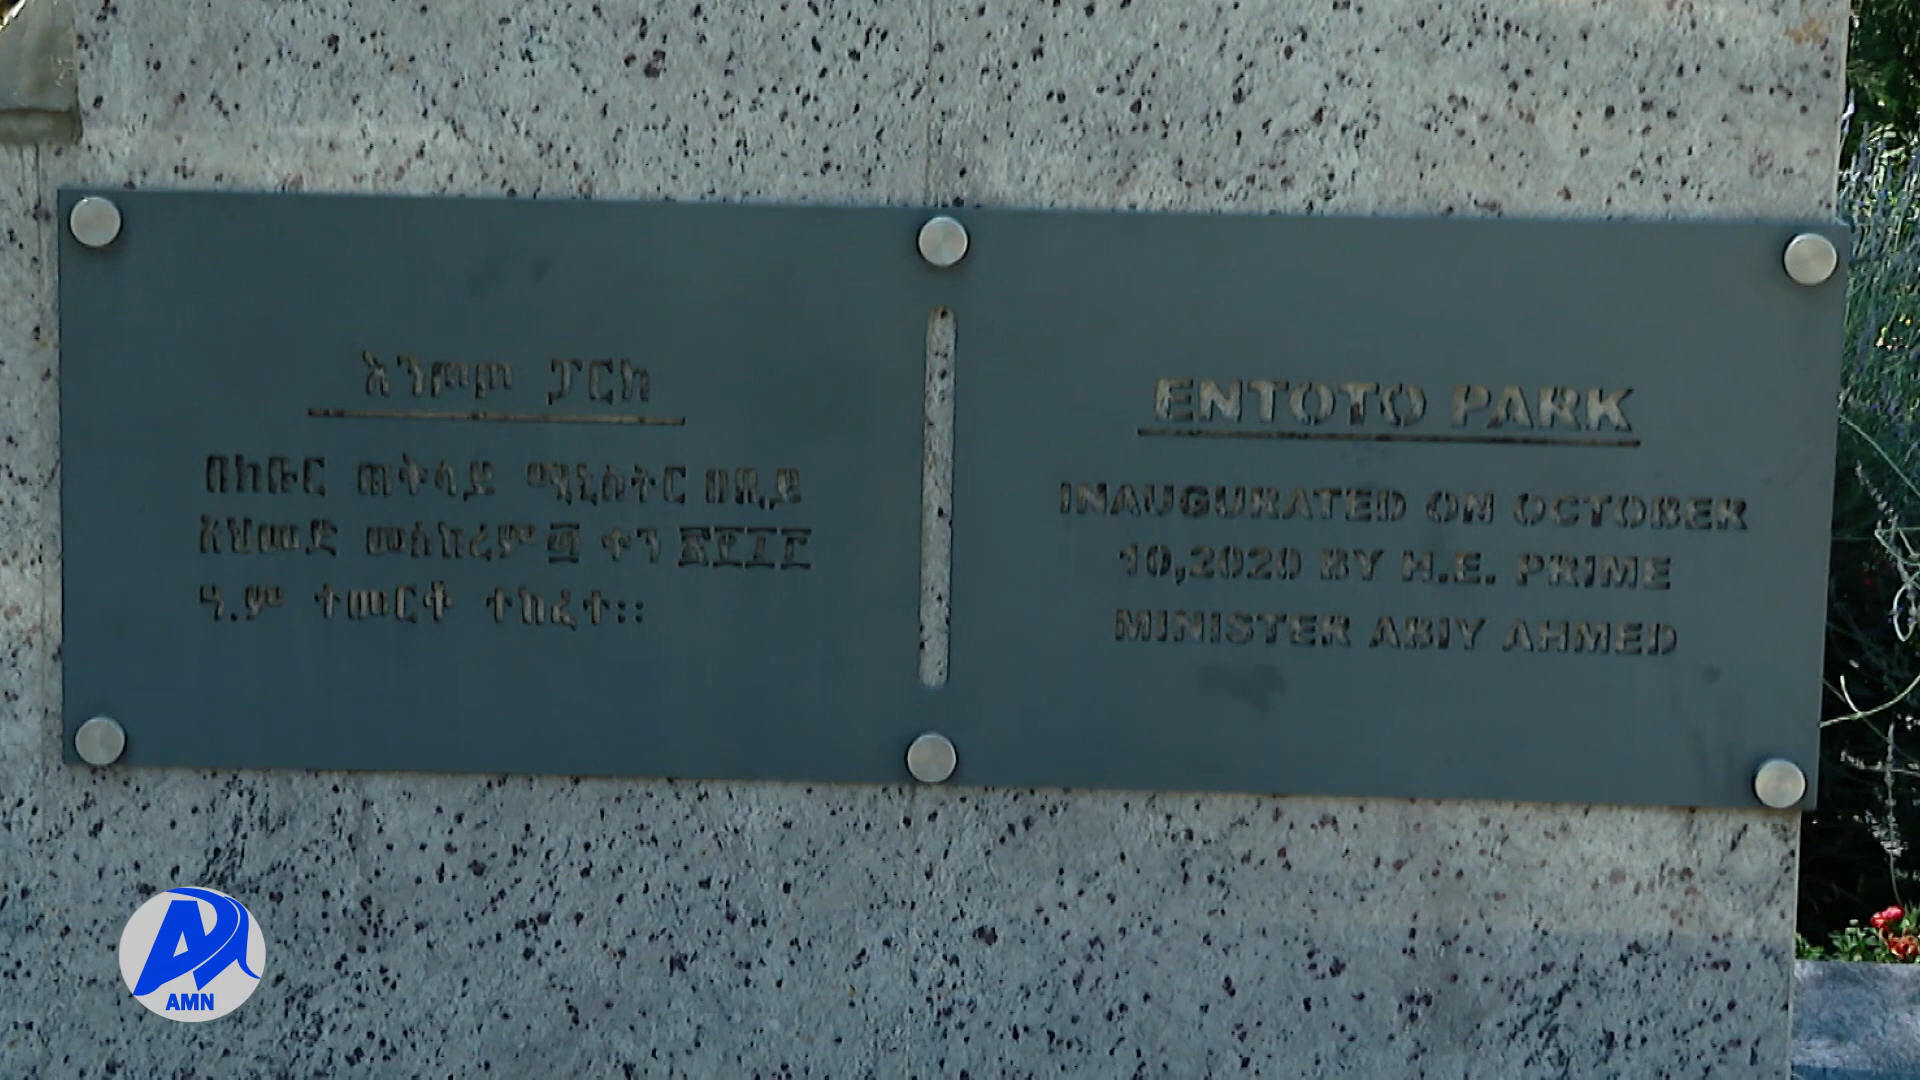 እንጦጦ ፓርክ
በክቡር ጠቅላይ ሚኒስትር ዐቢይ
አህመድ መስከረም ፴ ቀን ፳፻፲፫
ዓ.ም ተመርቆ ተከፈተ::
ENTOTO PARK
INAUGURATED ON OCTOBER
10,2020 BY H.E. PRIME
MINISTER ABIY AHMED
AMN